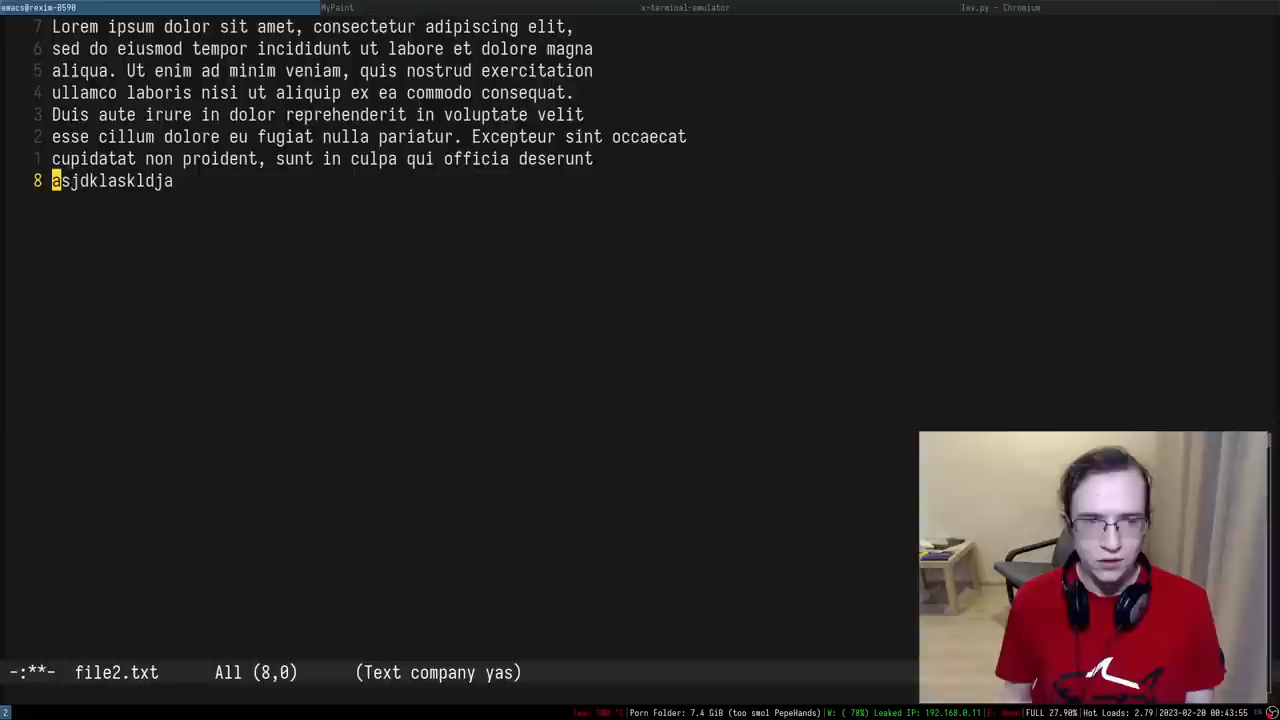 emacs@rexim-B590 MyPaint x-terminal-emulator lev.py - Chromium
7 Lorem ipsum dolor sit amet, consectetur adipiscing elit,
6 sed do eiusmod tempor incididunt ut labore et dolore magna
5 aliqua. Ut enim ad minim veniam, quis nostrud exercitation
4 ullamco laboris nisi ut aliquip ex ea commodo consequat.
3 Duis aute irure in dolor reprehenderit in voluptate velit
2 esse cillum dolore eu fugiat nulla pariatur. Excepteur sint occaecat
1 cupidatat non proident, sunt in culpa qui officia deserunt
8 asjdklaskldja
-:**- file2.txt All (8,0) (Text company yas)
2 100 °C|Porn Folder: 7.4 GiB (too smol PepeHands)|W: ( 78%) Leaked IP: 192.168.0.11|E: down|FULL 27.90%|Hot Loads: 2.79|2023-02-20 00:43:55 EN